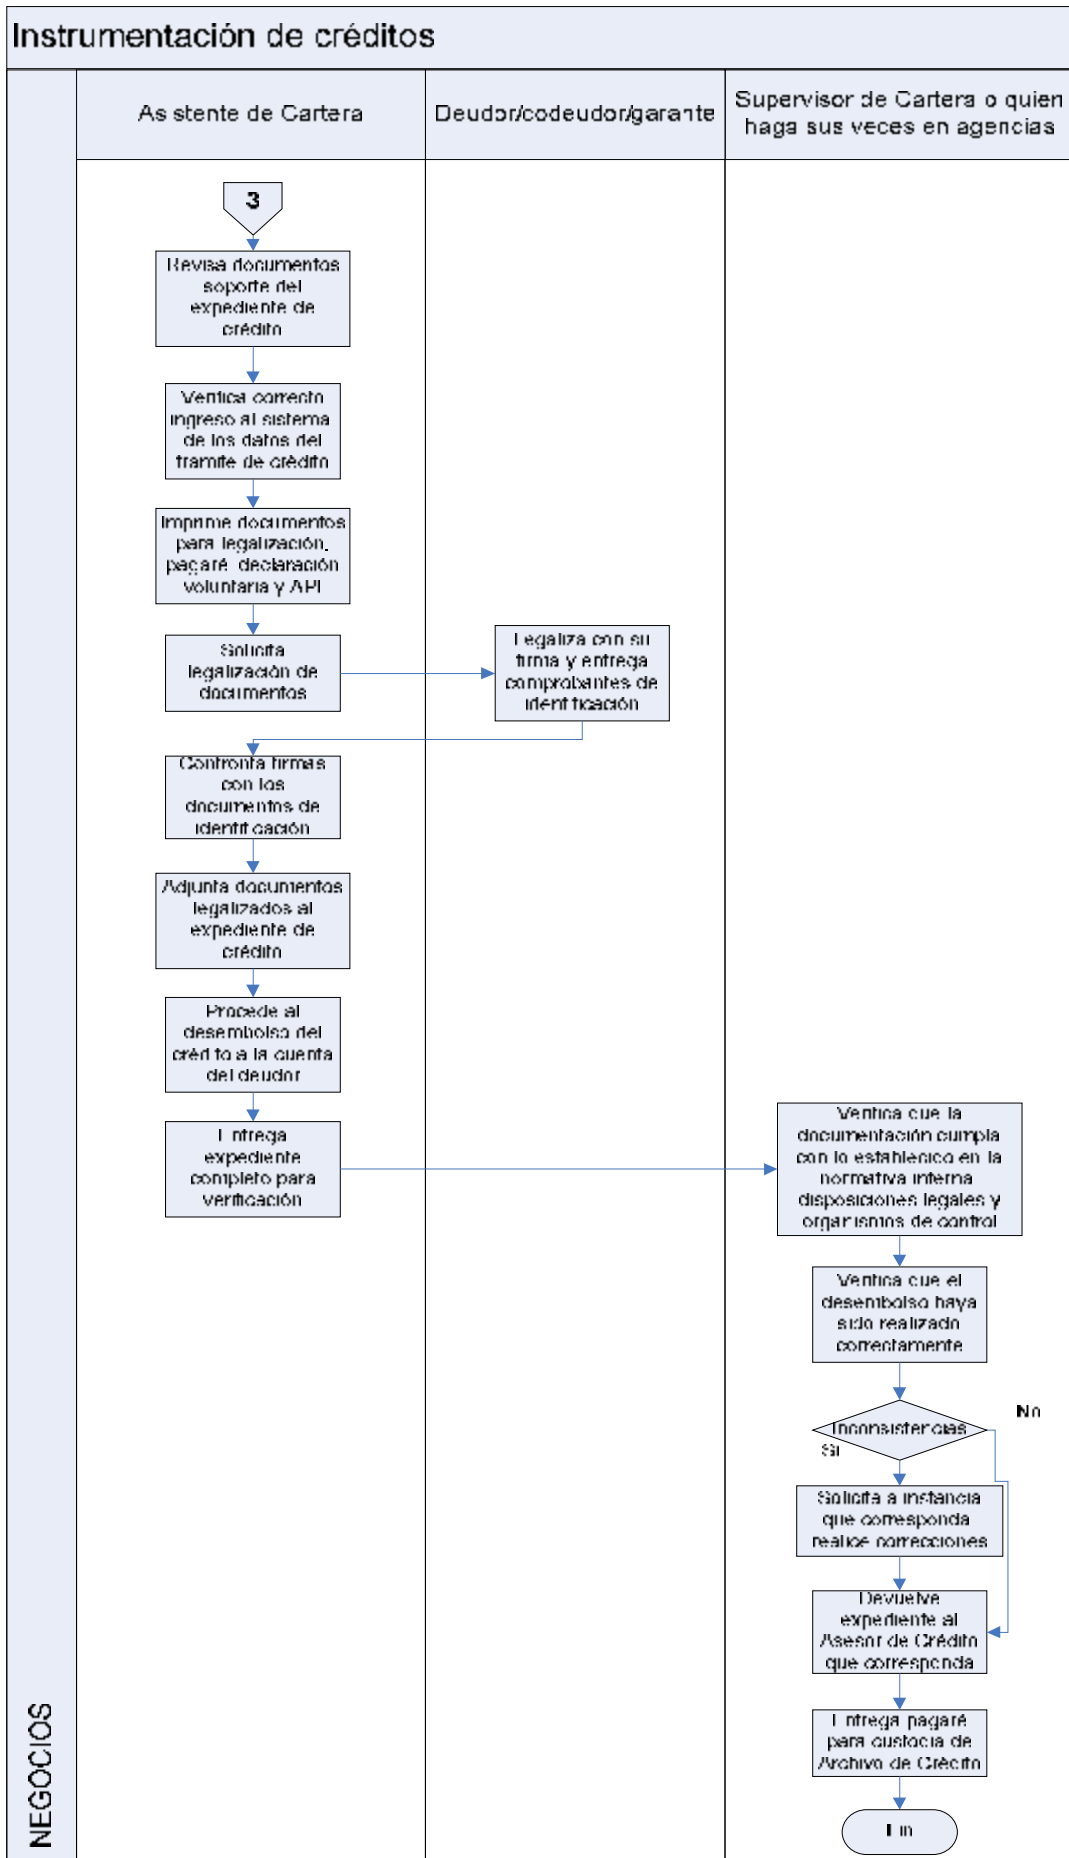 Instrumentación de créditos
Asistente de Cartera
Deudor/codeudor/garante
Supervisor de Cartera o quien
haga sus veces en agencias
3
Revisa documentos
soporte del
expediente de
crédito
Verifica correcto
ingreso al sistema
de los datos del
tramite de crédito
Imprime documentos
para legalización,
pagaré, declaración
voluntaria y API
Solicita
legalización de
documentos
Legaliza con su
firma y entrega
comprobantes de
identificación
Confronta firmas
con los
documentos de
identificación
Adjunta documentos
legalizados al
expediente de
crédito
Procede al
desembolso del
crédito a la cuenta
del deudor
Entrega
expediente
completo para
verificación
Verifica que la
documentación cumpla
con lo establecido en la
normativa interna
disposiciones legales y
organismos de control
Verifica que el
desembolso haya
sido realizado
correctamente
Inconsistencias
No
Si
Solicita a instancia
que corresponda
realice correcciones
Devuelve
expediente al
Asesor de Crédito
que corresponda
Entrega pagaré
para custodia de
Archivo de Crédito
Fin
NEGOCIOS